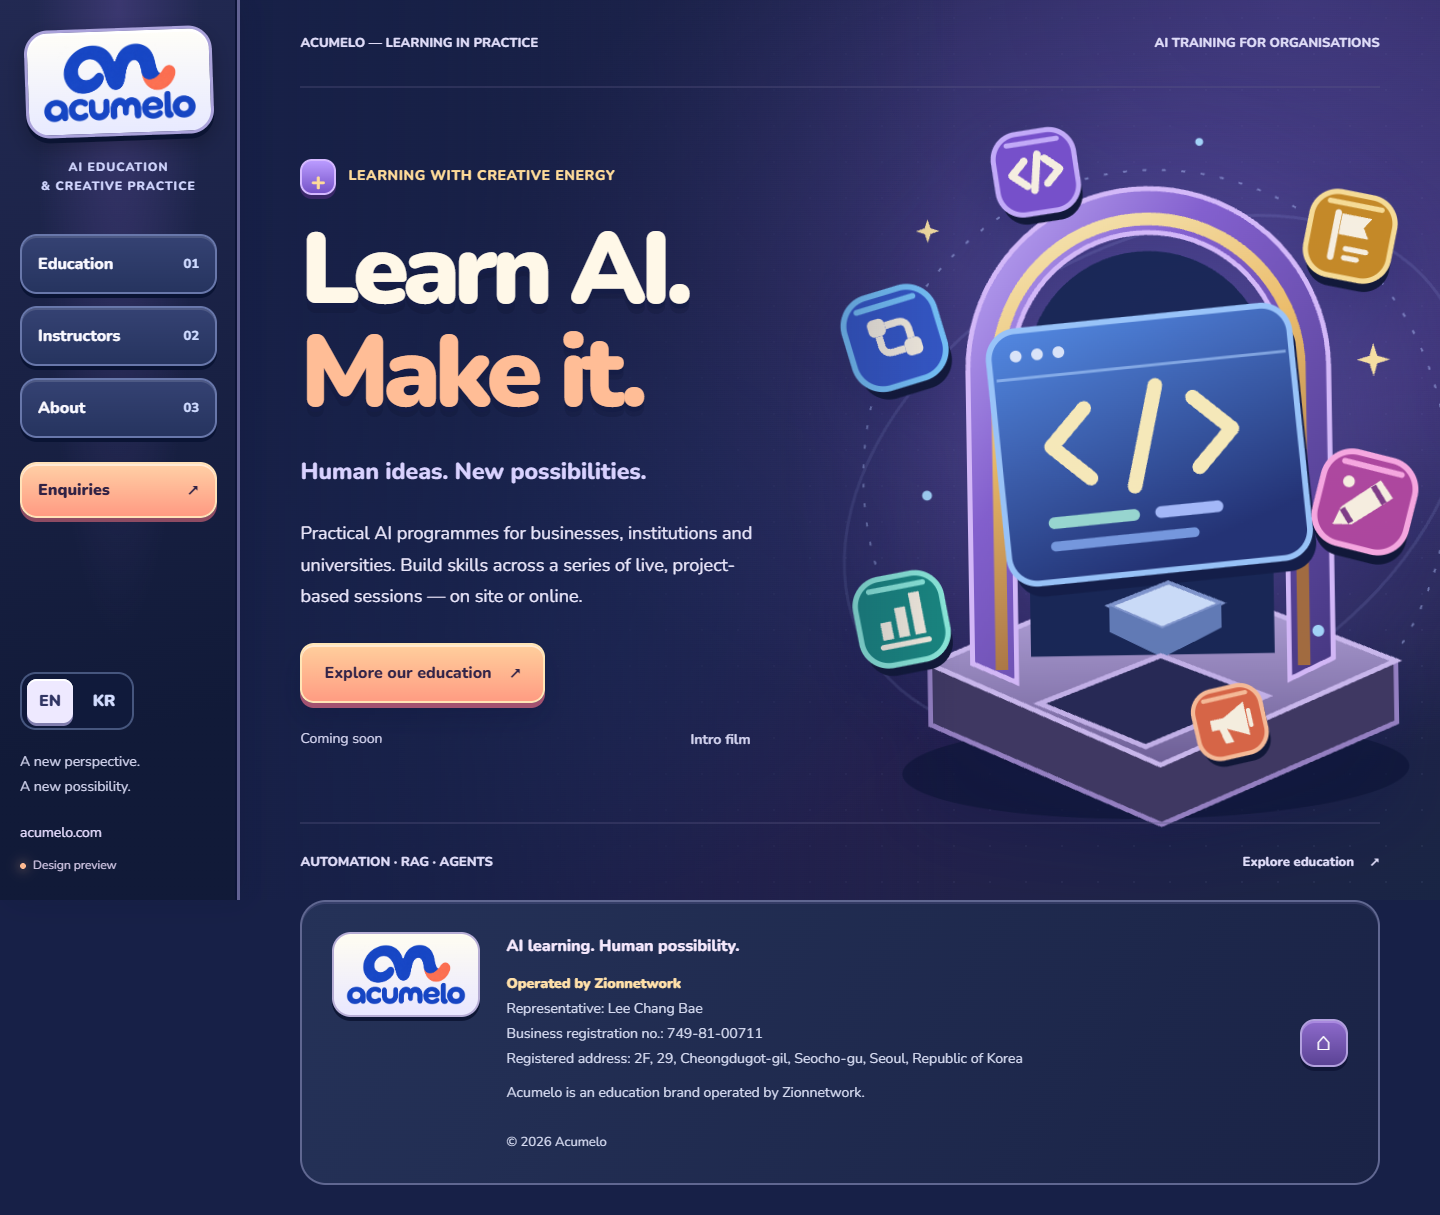 acumelo
AI EDUCATION
& CREATIVE PRACTICE
Education 01
Instructors 02
About 03
Enquiries ↗
EN KR
A new perspective.
A new possibility.
acumelo.com
Design preview
ACUMELO — LEARNING IN PRACTICE
AI TRAINING FOR ORGANISATIONS
LEARNING WITH CREATIVE ENERGY
Learn AI.
Make it.
Human ideas. New possibilities.
Practical AI programmes for businesses, institutions and
universities. Build skills across a series of live, project-
based sessions — on site or online.
Explore our education ↗
Coming soon
Intro film
AUTOMATION · RAG · AGENTS
Explore education ↗
acumelo
AI learning. Human possibility.
Operated by Zionnetwork
Representative: Lee Chang Bae
Business registration no.: 749-81-00711
Registered address: 2F, 29, Cheongdugot-gil, Seocho-gu, Seoul, Republic of Korea
Acumelo is an education brand operated by Zionnetwork.
© 2026 Acumelo